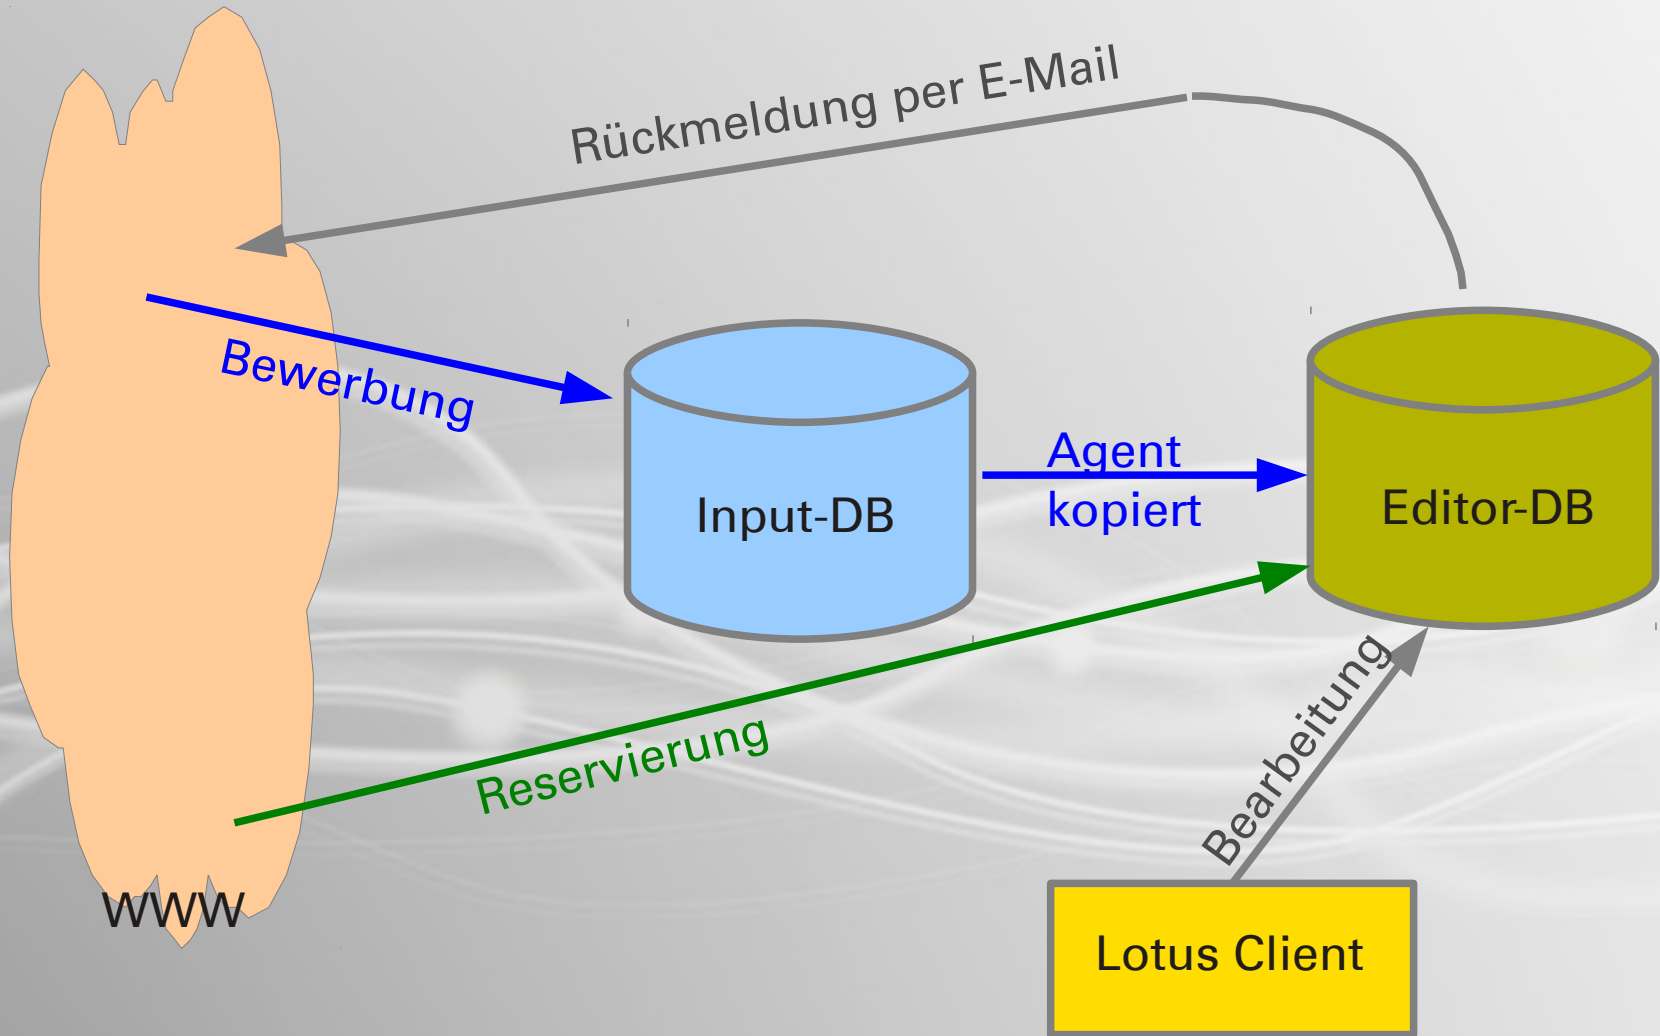 Rückmeldung per E-Mail
Bewerbung
Input-DB
Agent
kopiert
Editor-DB
Reservierung
Bearbeitung
WWW
Lotus Client